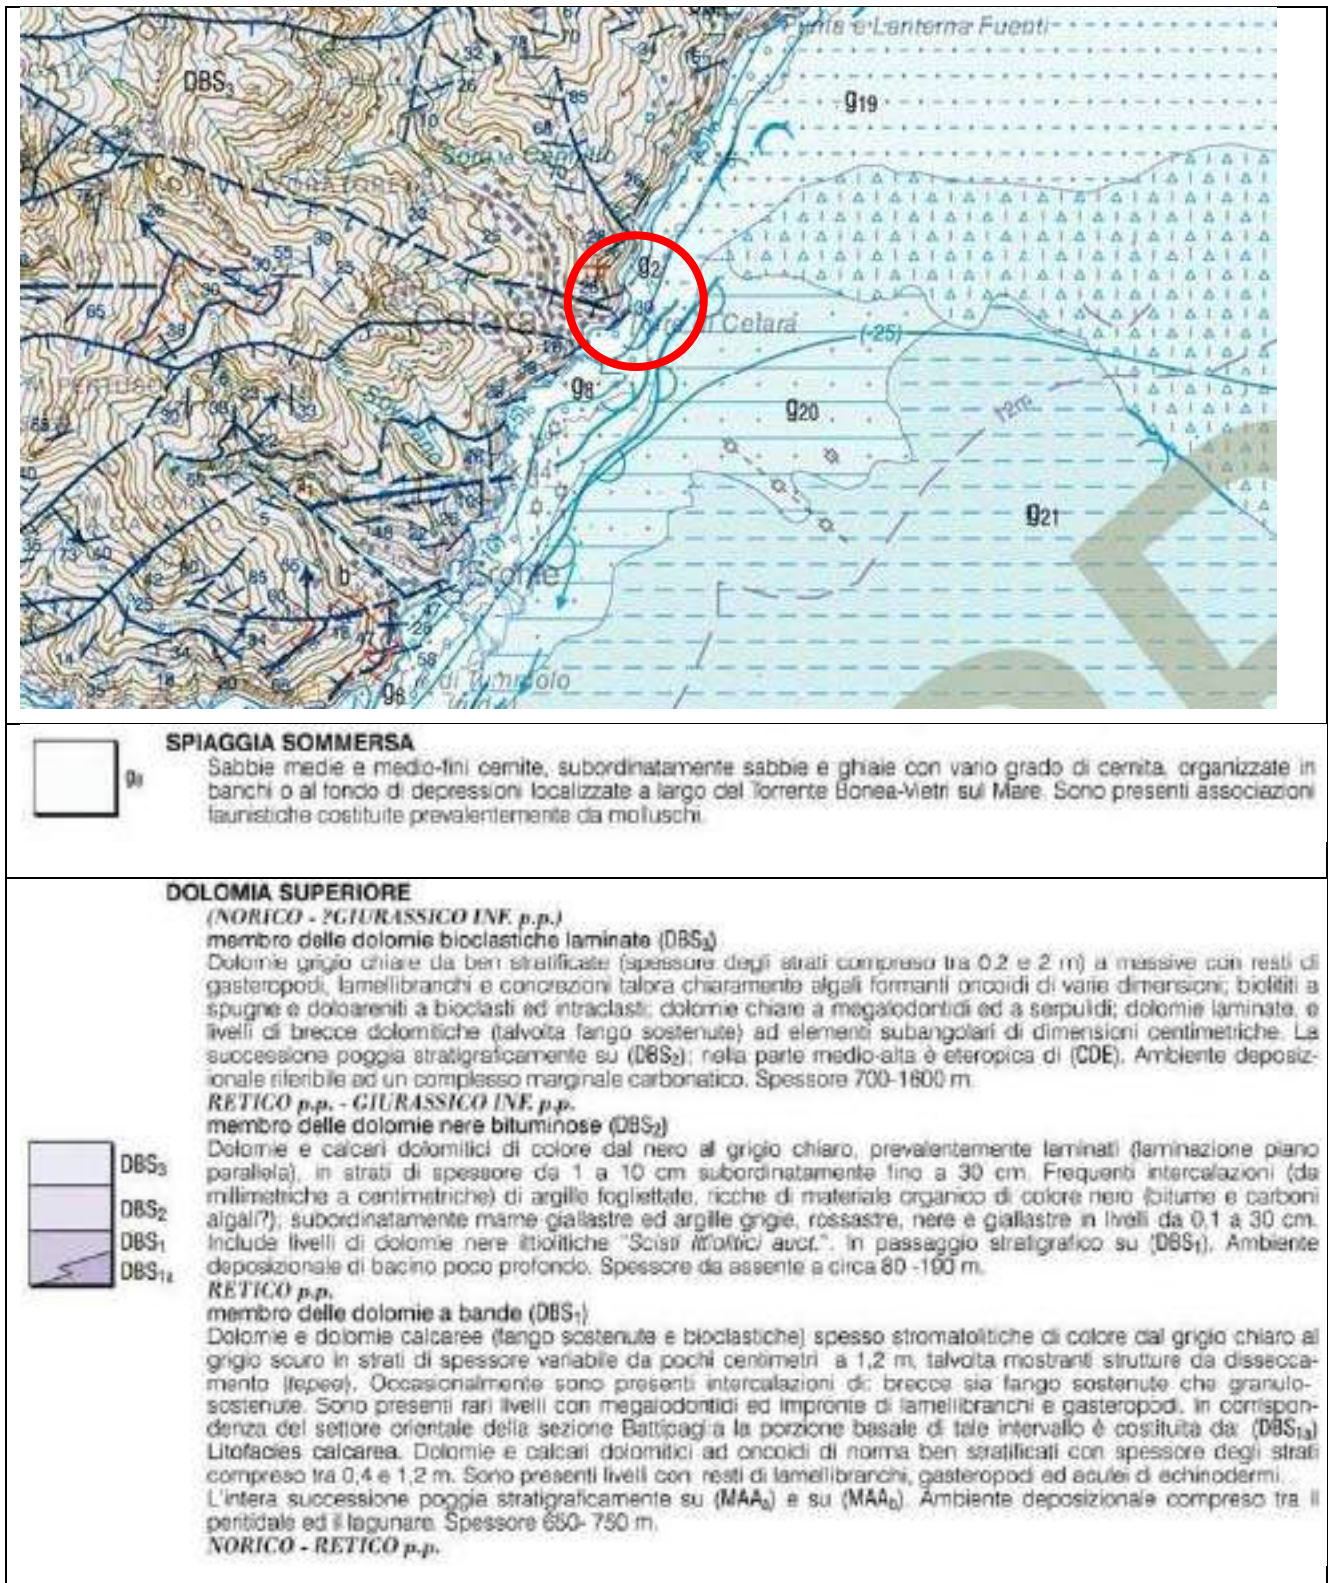 Punta e Lanterna Fuenti
DBS3
g19
g2
Torre di Cetara
Cetara
(-25)
g8
g20
12m
g21
b
Erchie
g8
SPIAGGIA SOMMERSA
g8
Sabbie medie e medio-fini cernite, subordinatamente sabbie e ghiaie con vario grado di cernita, organizzate in
banchi o al fondo di depressioni localizzate a largo del Torrente Bonea-Vietri sul Mare. Sono presenti associazioni
faunistiche costituite prevalentemente da molluschi.
DOLOMIA SUPERIORE
(NORICO - ?GIURASSICO INF. p.p.)
membro delle dolomie bioclastiche laminate (DBS3)
Dolomie grigio chiare da ben stratificate (spessore degli strati compreso tra 0,2 e 2 m) a massive con resti di
gasteropodi, lamellibranchi e concrezioni talora chiaramente algali formanti oncoidi di varie dimensioni; biolititi a
spugne e doloareniti a bioclasti ed intraclasti; dolomie chiare a megalodontidi ed a serpulidi; dolomie laminate, e
livelli di brecce dolomitiche (talvolta fango sostenute) ad elementi subangolari di dimensioni centimetriche. La
successione poggia stratigraficamente su (DBS2); nella parte medio-alta è eteropica di (CDE). Ambiente deposiz-
ionale riferibile ad un complesso marginale carbonatico. Spessore 700-1600 m.
RETICO p.p. - GIURASSICO INF. p.p.
membro delle dolomie nere bituminose (DBS2)
Dolomie e calcari dolomitici di colore dal nero al grigio chiaro, prevalentemente laminati (laminazione piano
parallela), in strati di spessore da 1 a 10 cm subordinatamente fino a 30 cm. Frequenti intercalazioni (da
millimetriche a centimetriche) di argille fogliettate, ricche di materiale organico di colore nero (bitume e carboni
algali?); subordinatamente marne giallastre ed argille grigie, rossastre, nere e giallastre in livelli da 0,1 a 30 cm.
Include livelli di dolomie nere ittiolitiche "Scisti ittiolitici auct.". In passaggio stratigrafico su (DBS1). Ambiente
deposizionale di bacino poco profondo. Spessore da assente a circa 80 -100 m.
RETICO p.p.
membro delle dolomie a bande (DBS1)
Dolomie e dolomie calcaree (fango sostenute e bioclastiche) spesso stromatolitiche di colore dal grigio chiaro al
grigio scuro in strati di spessore variabile da pochi centimetri a 1,2 m, talvolta mostranti strutture da dissecca-
mento (tepee). Occasionalmente sono presenti intercalazioni di: brecce sia fango sostenute che granulo-
sostenute. Sono presenti rari livelli con megalodontidi ed impronte di lamellibranchi e gasteropodi. In corrispon-
denza del settore orientale della sezione Battipaglia la porzione basale di tale intervallo è costituita da: (DBS1a)
Litofacies calcarea. Dolomie e calcari dolomitici ad oncoidi di norma ben stratificati con spessore degli strati
compreso tra 0,4 e 1,2 m. Sono presenti livelli con resti di lamellibranchi, gasteropodi ed aculei di echinodermi.
L'intera successione poggia stratigraficamente su (MAAa) e su (MAAb). Ambiente deposizionale compreso tra il
peritidale ed il lagunare. Spessore 650- 750 m.
NORICO - RETICO p.p.
DBS3
DBS2
DBS1
DBS1a